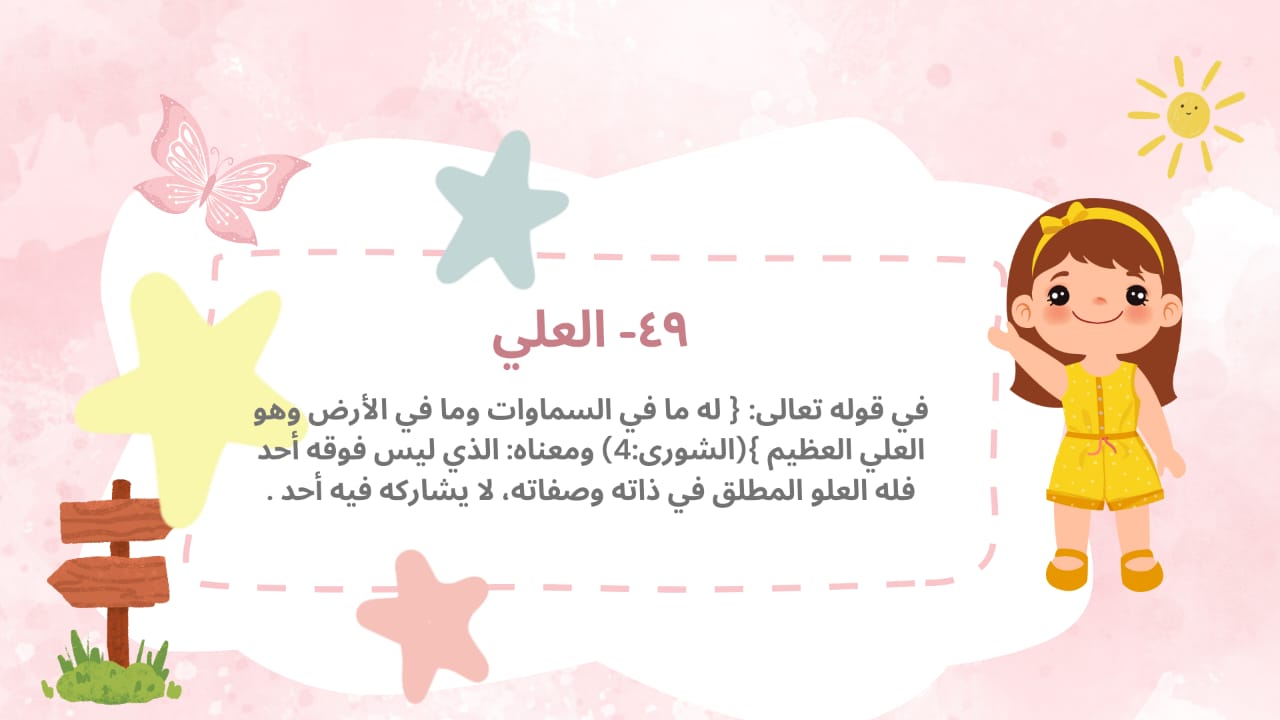 ٤٩- العلي
في قوله تعالى: { له ما في السماوات وما في الأرض وهو
العلي العظيم }(الشورى:4) ومعناه: الذي ليس فوقه أحد
فله العلو المطلق في ذاته وصفاته، لا يشاركه فيه أحد .